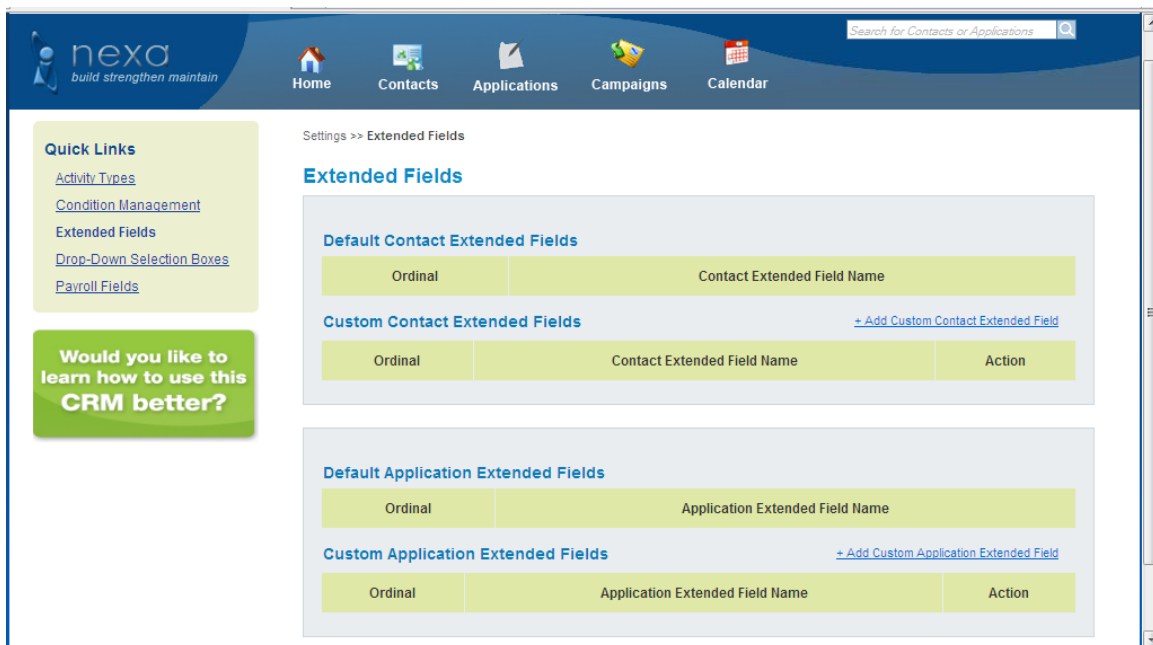 nexa
build strengthen maintain
Home
Contacts
Applications
Campaigns
Calendar
Search for Contacts or Applications
Quick Links
Activity Types
Condition Management
Extended Fields
Drop-Down Selection Boxes
Payroll Fields
Would you like to
learn how to use this
CRM better?
Settings >> Extended Fields
Extended Fields
Default Contact Extended Fields
Ordinal Contact Extended Field Name
Custom Contact Extended Fields + Add Custom Contact Extended Field
Ordinal Contact Extended Field Name Action
Default Application Extended Fields
Ordinal Application Extended Field Name
Custom Application Extended Fields + Add Custom Application Extended Field
Ordinal Application Extended Field Name Action